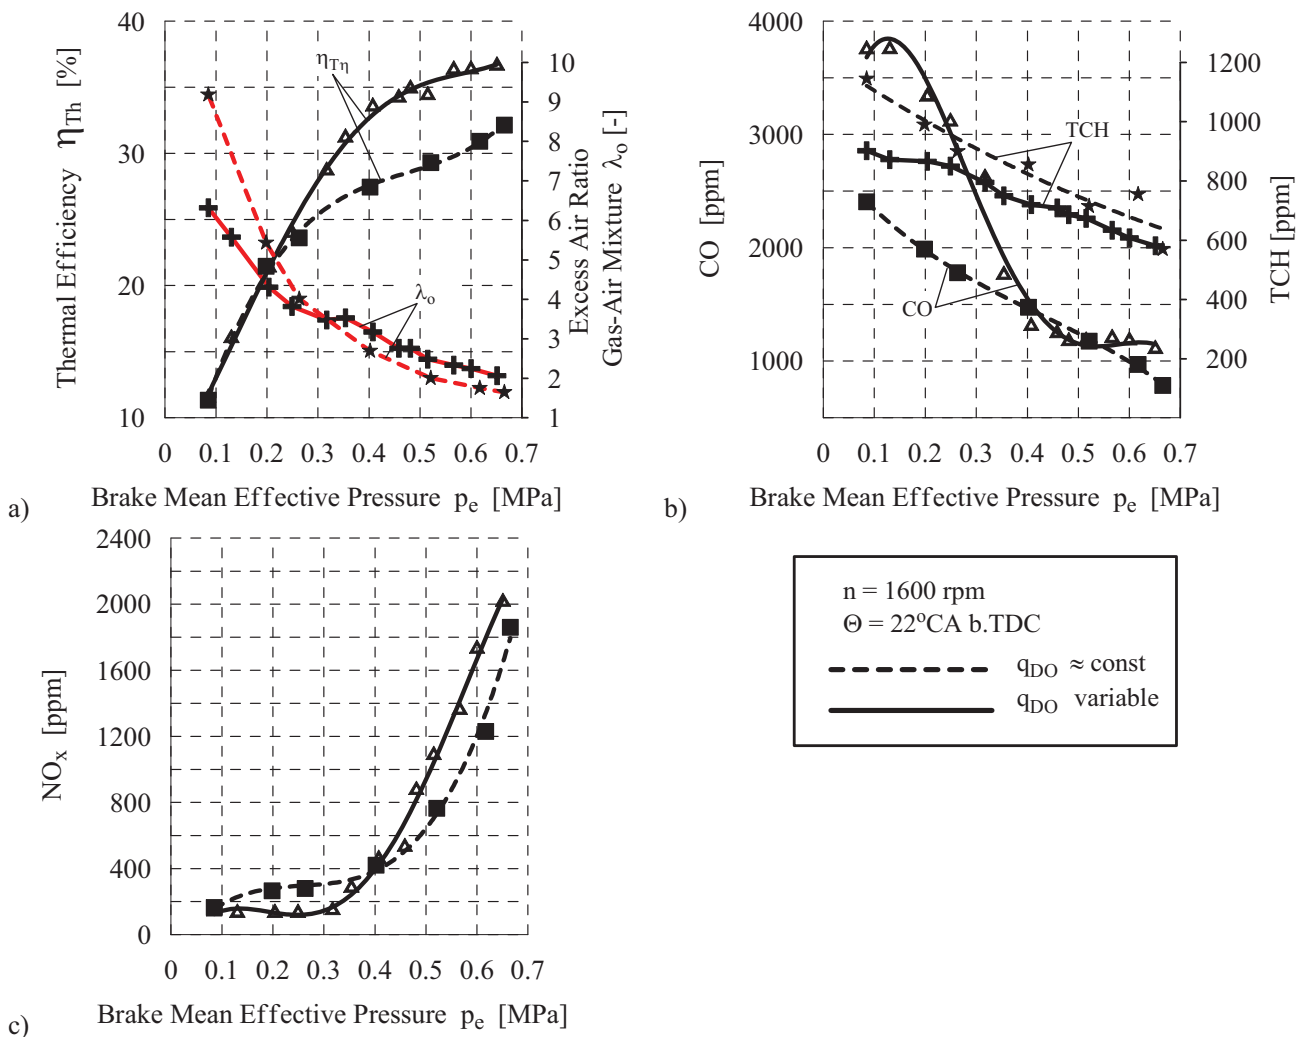 40
30
20
10
Thermal Efficiency ηTh [%]
ηTη
λo
10
9
8
7
6
5
4
3
2
1
Excess Air Ratio
Gas-Air Mixture λo [-]
0 0.1 0.2 0.3 0.4 0.5 0.6 0.7
Brake Mean Effective Pressure pe [MPa]
a)
4000
3000
2000
1000
CO [ppm]
TCH
CO
1200
1000
800
600
400
200
TCH [ppm]
0 0.1 0.2 0.3 0.4 0.5 0.6 0.7
Brake Mean Effective Pressure pe [MPa]
b)
2400
2000
1600
1200
800
400
0
NOx [ppm]
0 0.1 0.2 0.3 0.4 0.5 0.6 0.7
Brake Mean Effective Pressure pe [MPa]
c)
n = 1600 rpm
Θ = 22°CA b.TDC
qDO ≈ const
qDO variable